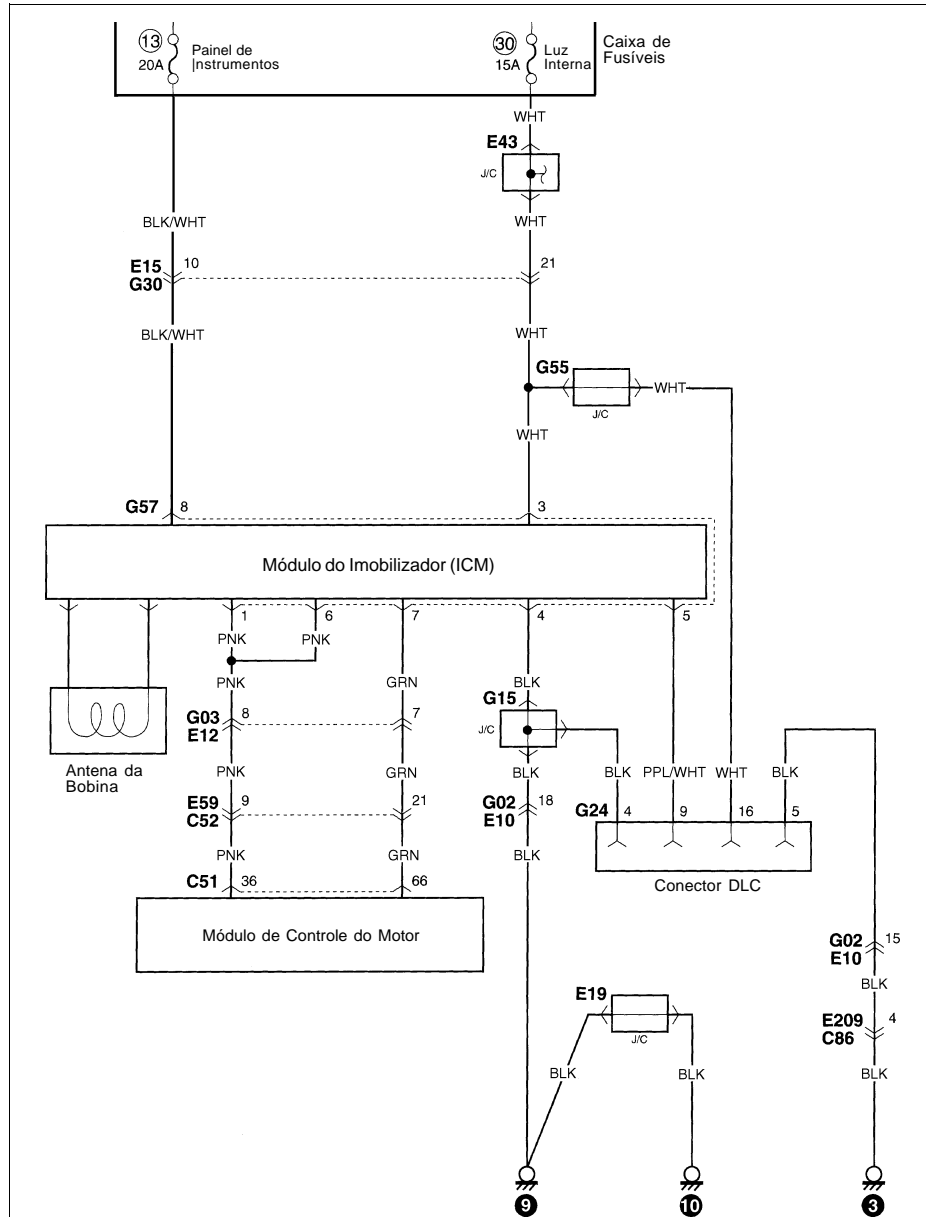 13
20A
Painel de
Instrumentos
30
15A
Luz
Interna
Caixa de
Fusíveis
WHT
E43
J/C
BLK/WHT
WHT
E15
G30
10
21
BLK/WHT
WHT
G55
WHT
J/C
WHT
G57
8
3
Módulo do Imobilizador (ICM)
1
6
7
4
5
PNK
PNK
PNK
GRN
BLK
G03
E12
8
7
G15
J/C
Antena da
Bobina
PNK
GRN
BLK
BLK
PPL/WHT
WHT
BLK
E59
C52
9
21
G02
E10
18
G24
4
9
16
5
PNK
GRN
BLK
Conector DLC
C51
36
66
Módulo de Controle do Motor
G02
E10
15
BLK
E19
J/C
E209
C86
4
BLK
BLK
BLK
9
10
3